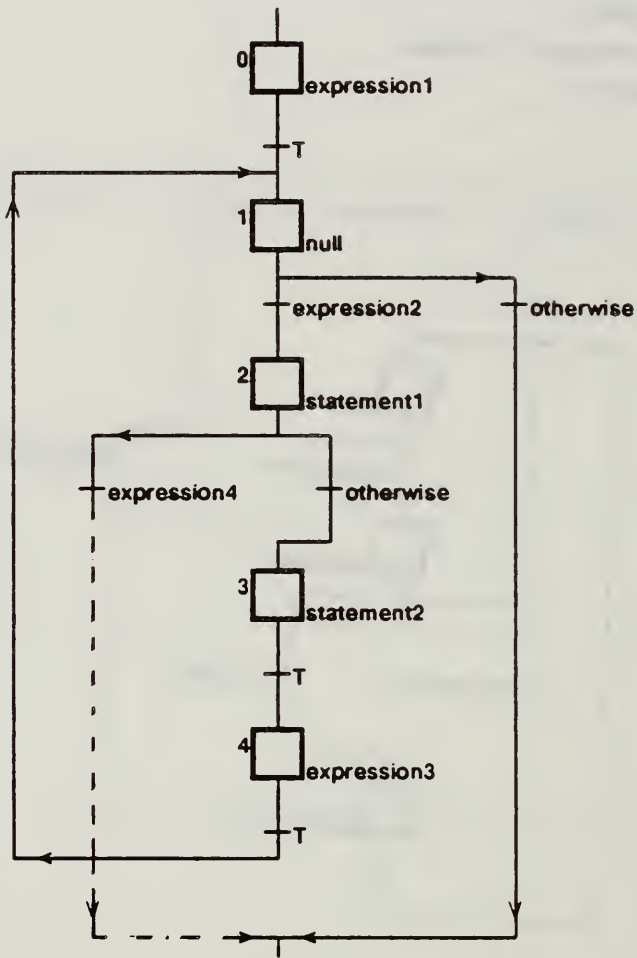 0
expression1
T
1
null
expression2
otherwise
2
statement1
expression4
otherwise
3
statement2
T
4
expression3
T